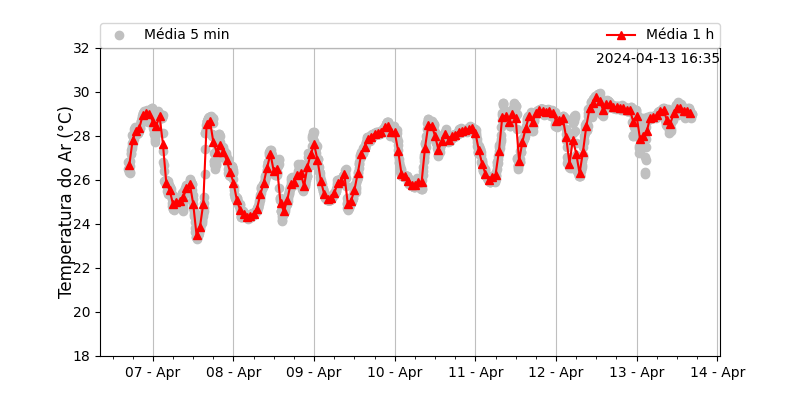 Média 5 min
Média 1 h
2024-04-13 16:35
Temperatura do Ar (°C)
32
30
28
26
24
22
20
18
07 - Apr
08 - Apr
09 - Apr
10 - Apr
11 - Apr
12 - Apr
13 - Apr
14 - Apr